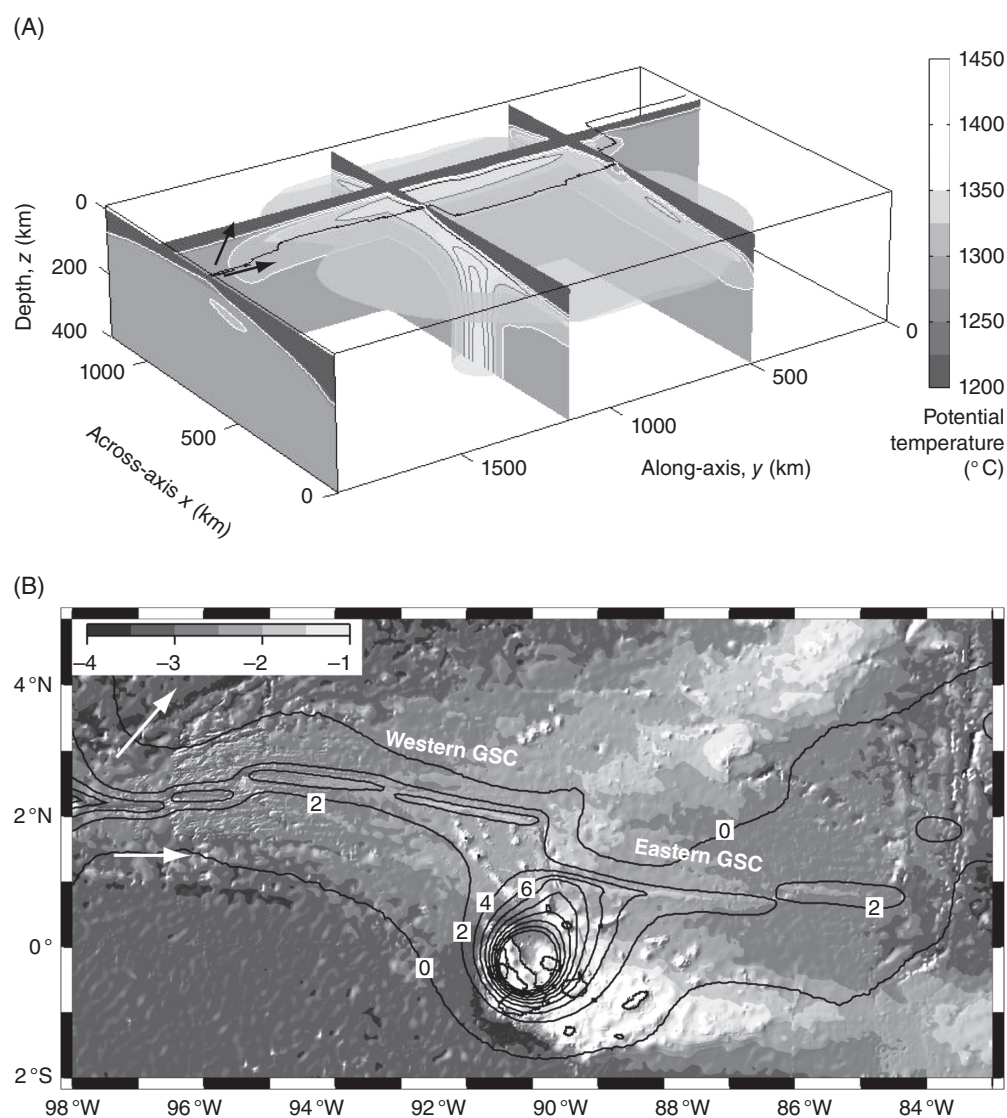 (A)
1450
1400
1350
1300
1250
1200
Potential
temperature
(°C)
0
200
400
Depth, z (km)
1000
500
0
Across-axis x (km)
1500
1000
500
0
Along-axis, y (km)
(B)
–4 –3 –2 –1
4°N
2°N
0°
2°S
Western GSC
Eastern GSC
2
0
6
4
2
0
2
98°W 96°W 94°W 92°W 90°W 88°W 86°W 84°W